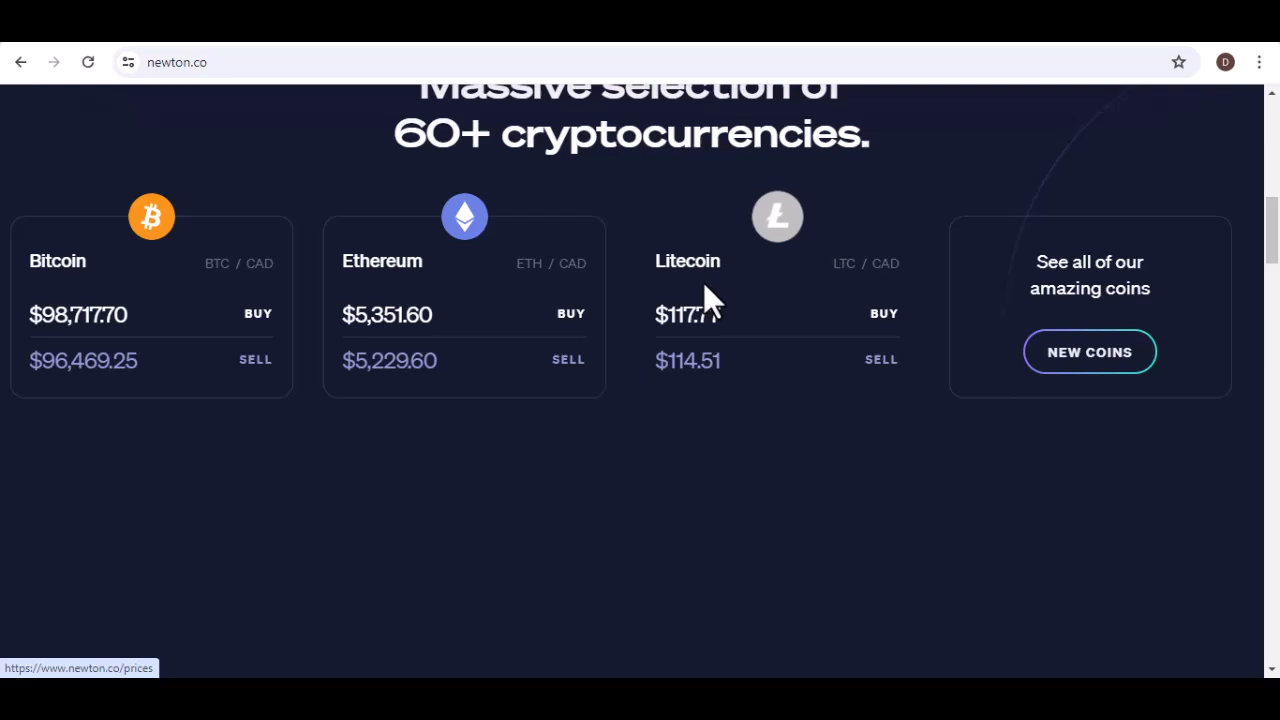 newton.co
D
Massive selection of
60+ cryptocurrencies.
Bitcoin
BTC / CAD
$98,717.70
BUY
$96,469.25
SELL
Ethereum
ETH / CAD
$5,351.60
BUY
$5,229.60
SELL
Litecoin
LTC / CAD
BUY
$114.51
SELL
See all of our
amazing coins
NEW COINS
https://www.newton.co/prices